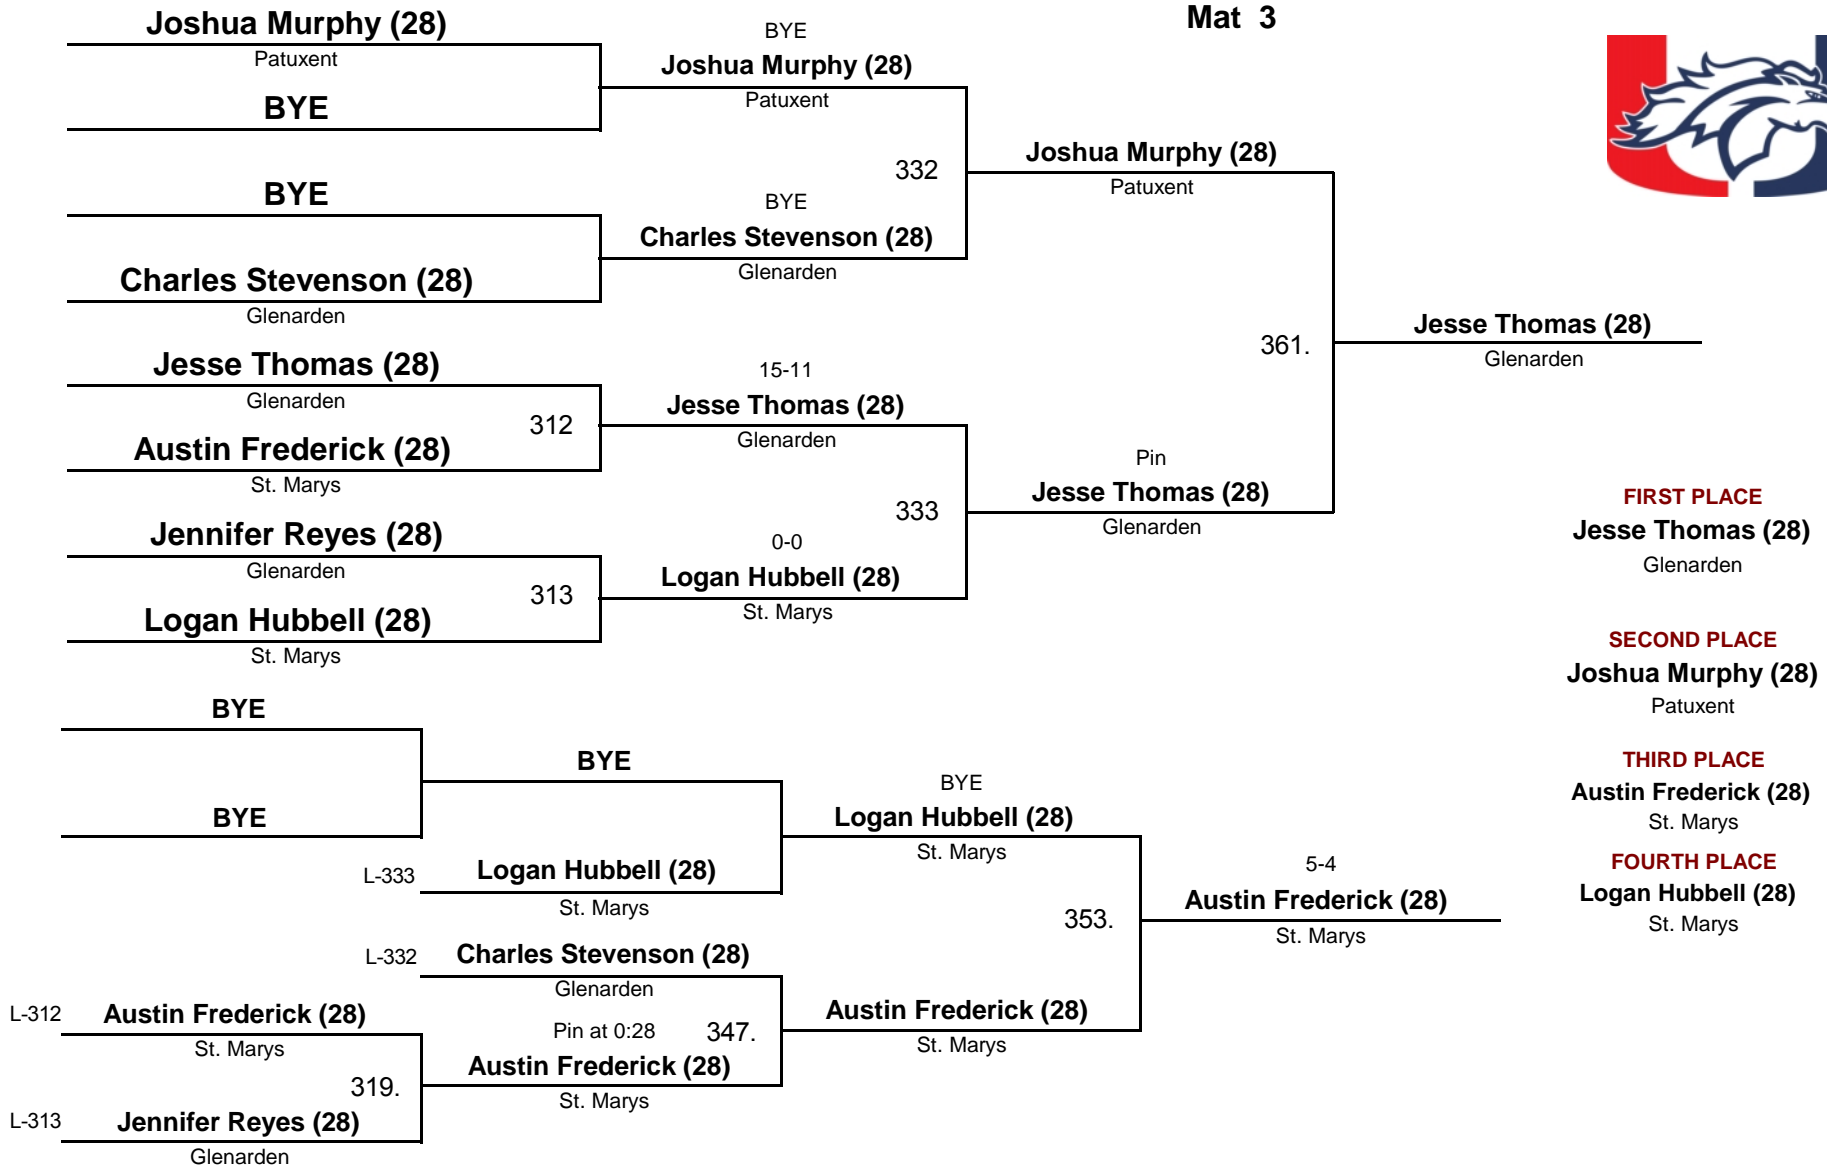 Mat 3
Joshua Murphy (28)
Patuxent
BYE
BYE
Charles Stevenson (28)
Glenarden
Jesse Thomas (28)
Glenarden
312
Austin Frederick (28)
St. Marys
Jennifer Reyes (28)
Glenarden
313
Logan Hubbell (28)
St. Marys
BYE
Joshua Murphy (28)
Patuxent
332
BYE
Charles Stevenson (28)
Glenarden
15-11
Jesse Thomas (28)
Glenarden
333
0-0
Logan Hubbell (28)
St. Marys
Joshua Murphy (28)
Patuxent
361.
Pin
Jesse Thomas (28)
Glenarden
Jesse Thomas (28)
Glenarden
FIRST PLACE
Jesse Thomas (28)
Glenarden
SECOND PLACE
Joshua Murphy (28)
Patuxent
THIRD PLACE
Austin Frederick (28)
St. Marys
FOURTH PLACE
Logan Hubbell (28)
St. Marys
BYE
BYE
L-312
Austin Frederick (28)
St. Marys
319.
L-313
Jennifer Reyes (28)
Glenarden
BYE
L-333
Logan Hubbell (28)
St. Marys
L-332
Charles Stevenson (28)
Glenarden
Pin at 0:28
347.
Austin Frederick (28)
St. Marys
BYE
Logan Hubbell (28)
St. Marys
353.
Austin Frederick (28)
St. Marys
5-4
Austin Frederick (28)
St. Marys